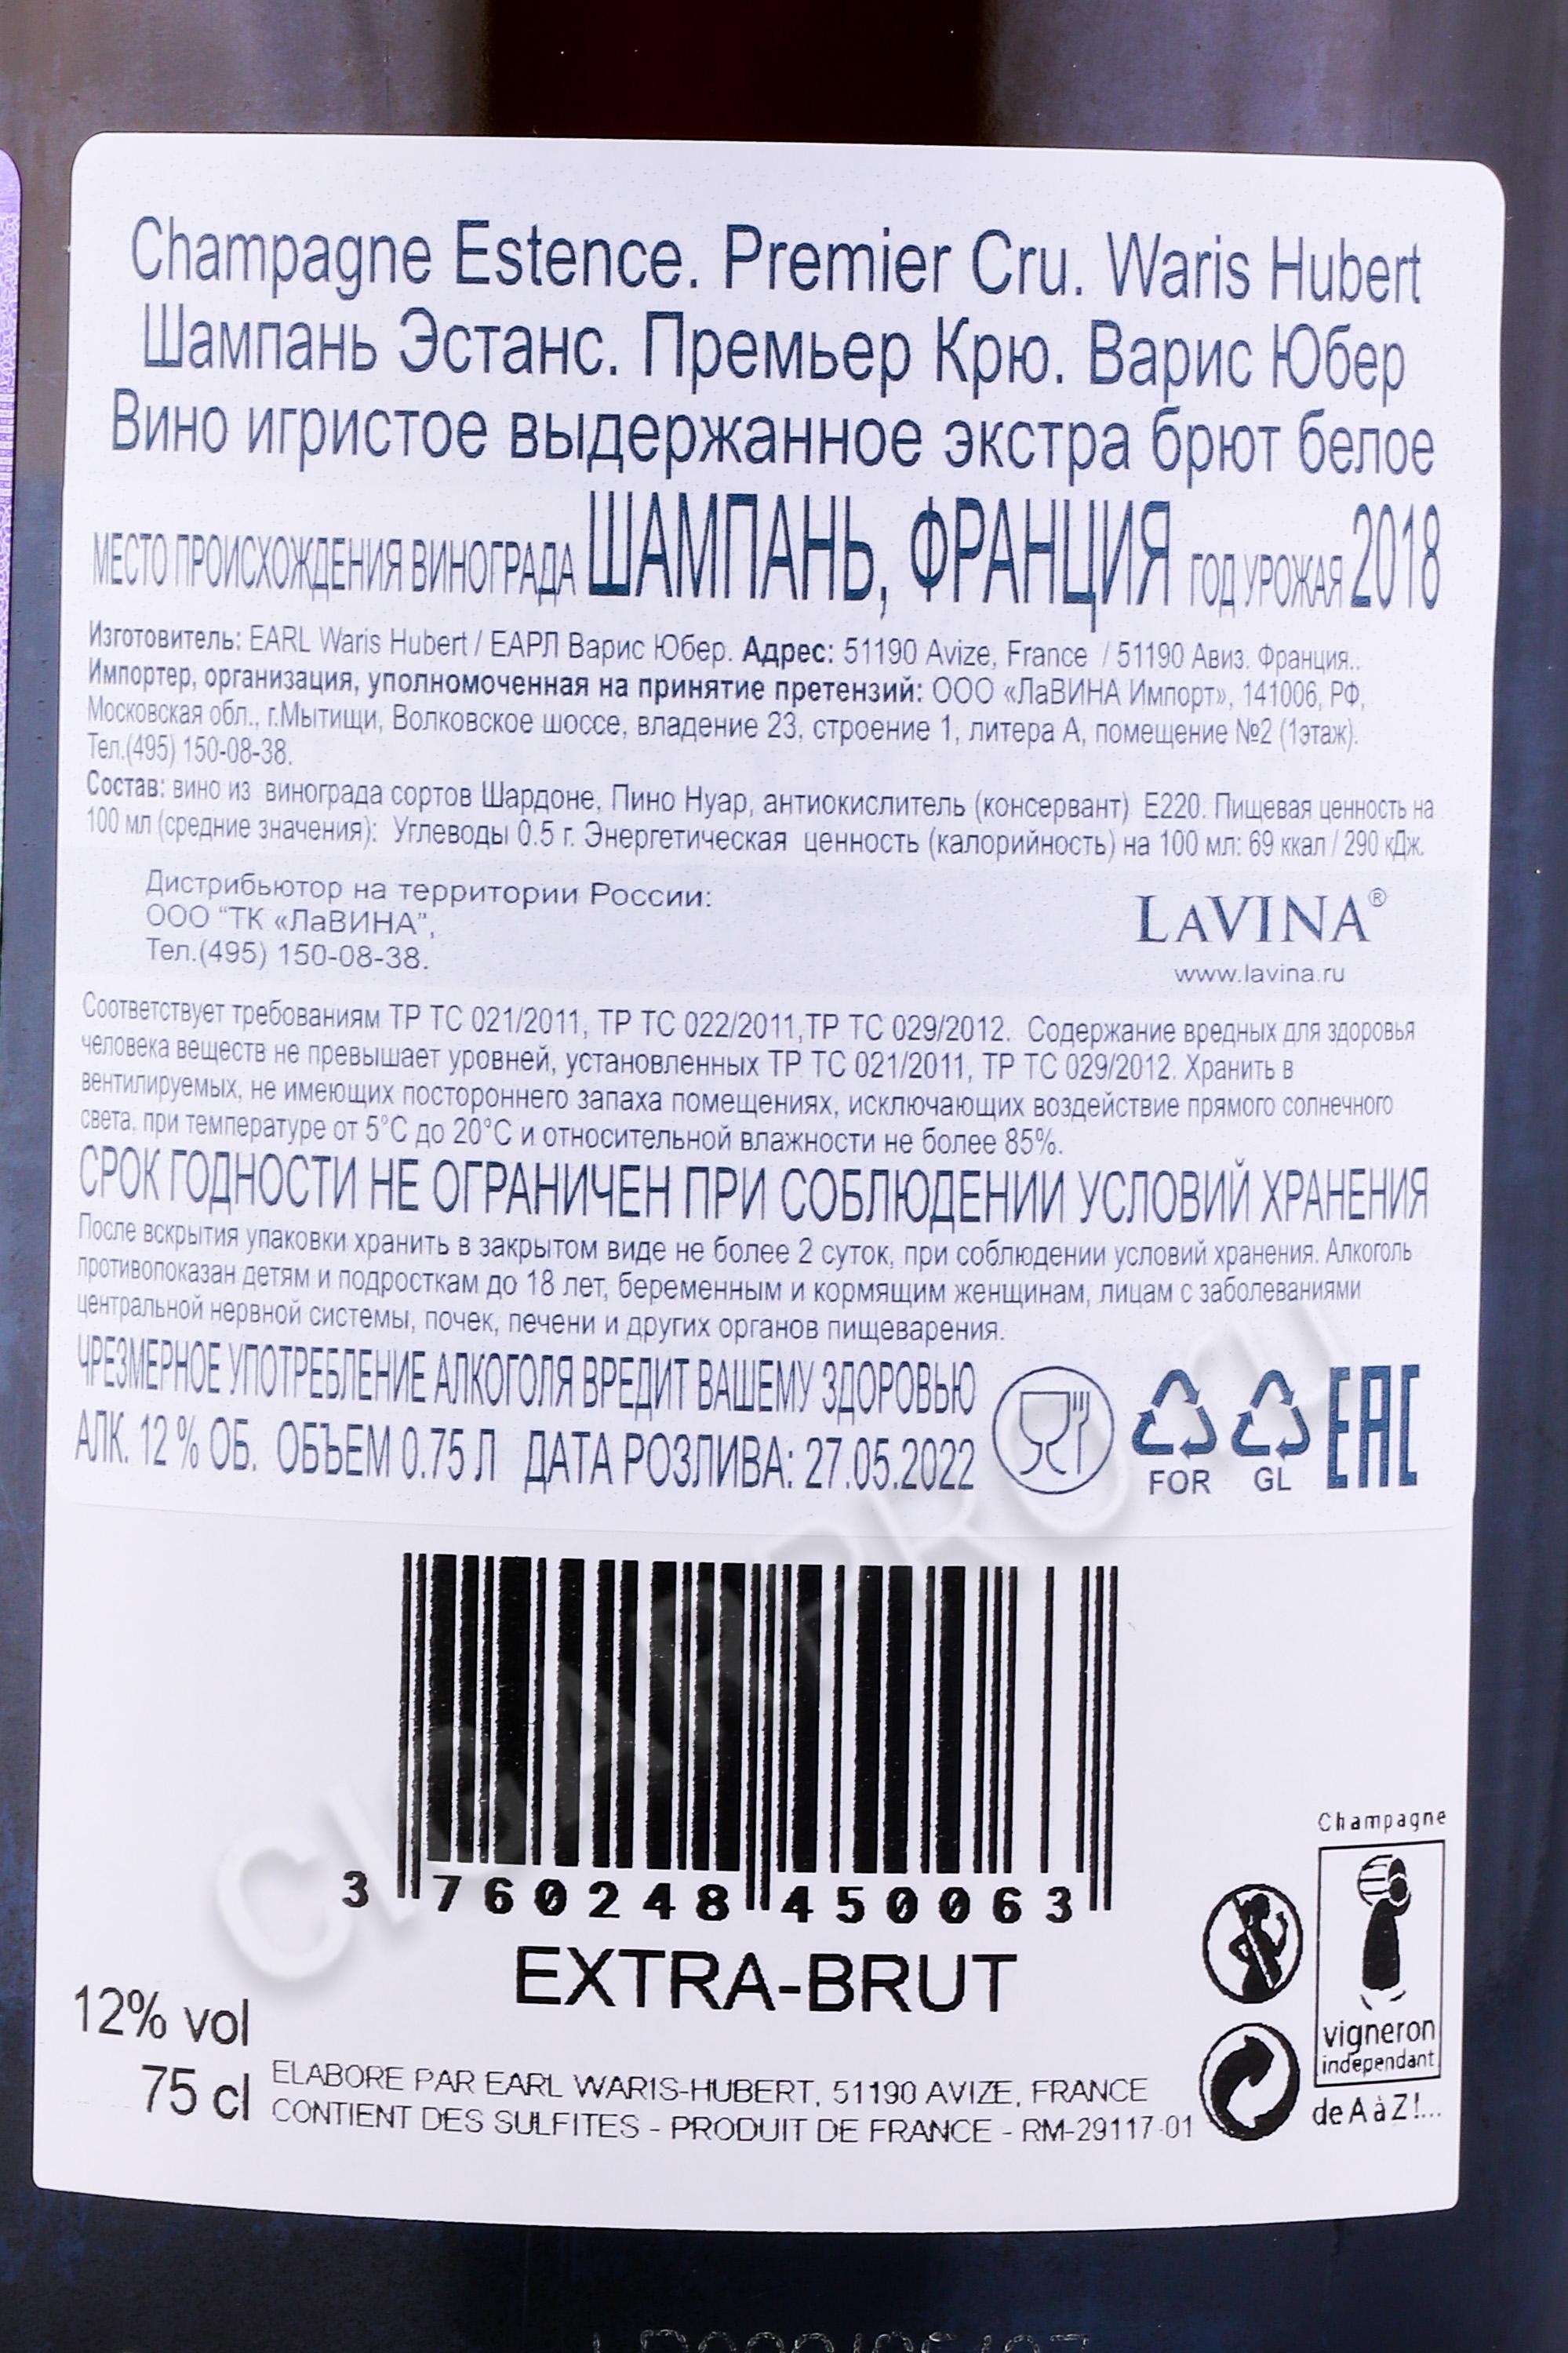 Champagne Estence. Premier Cru. Waris Hubert
Шампань Эстанс. Премьер Крю. Варис Юбер
Вино игристое выдержанное экстра брют белое
МЕСТО ПРОИСХОЖДЕНИЯ ВИНОГРАДА ШАМПАНЬ, ФРАНЦИЯ ГОД УРОЖАЯ 2018
Изготовитель: EARL Waris Hubert / ЕАРЛ Варис Юбер. Адрес: 51190 Avize, France / 51190 Авиз. Франция..
Импортер, организация, уполномоченная на принятие претензий: ООО «ЛаВИНА Импорт», 141006, РФ,
Московская обл., г.Мытищи, Волковское шоссе, владение 23, строение 1, литера А, помещение №2 (1этаж).
Тел.(495) 150-08-38.
Состав: вино из винограда сортов Шардоне, Пино Нуар, антиокислитель (консервант) Е220. Пищевая ценность на
100 мл (средние значения): Углеводы 0.5 г. Энергетическая ценность (калорийность) на 100 мл: 69 ккал / 290 кДж.
Дистрибьютор на территории России:
ООО "ТК «ЛаВИНА",
Тел.(495) 150-08-38.
LAVINA®
www.lavina.ru
Соответствует требованиям ТР ТС 021/2011, ТР ТС 022/2011,ТР ТС 029/2012. Содержание вредных для здоровья
человека веществ не превышает уровней, установленных ТР ТС 021/2011, ТР ТС 029/2012. Хранить в
вентилируемых, не имеющих постороннего запаха помещениях, исключающих воздействие прямого солнечного
света, при температуре от 5°С до 20°С и относительной влажности не более 85%.
СРОК ГОДНОСТИ НЕ ОГРАНИЧЕН ПРИ СОБЛЮДЕНИИ УСЛОВИЙ ХРАНЕНИЯ
После вскрытия упаковки хранить в закрытом виде не более 2 суток, при соблюдении условий хранения. Алкоголь
противопоказан детям и подросткам до 18 лет, беременным и кормящим женщинам, лицам с заболеваниями
центральной нервной системы, почек, печени и других органов пищеварения.
ЧРЕЗМЕРНОЕ УПОТРЕБЛЕНИЕ АЛКОГОЛЯ ВРЕДИТ ВАШЕМУ ЗДОРОВЬЮ
АЛК. 12 % ОБ. ОБЪЕМ 0.75 Л ДАТА РОЗЛИВА: 27.05.2022
FOR GL EAC
3 760248 450063
EXTRA-BRUT
12% vol
75 cl
ELABORE PAR EARL WARIS-HUBERT, 51190 AVIZE, FRANCE
CONTIENT DES SULFITES - PRODUIT DE FRANCE - RM-29117-01
Champagne
vigneron
indépendant
de A à Z !...
CIGARPRO.ru